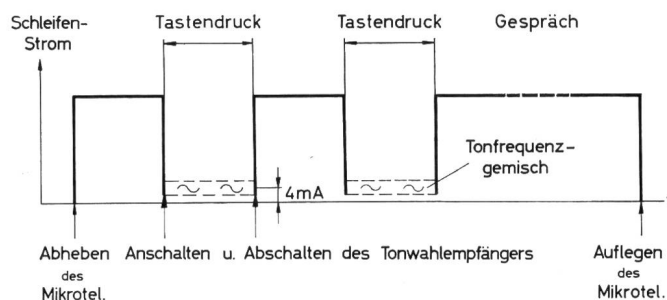 Schleifen-
Strom
Tastendruck
Tastendruck
Gespräch
Tonfrequenz-
gemisch
4mA
Abheben
des
Mikrotel.
Anschalten u. Abschalten des Tonwahlempfängers
Auflegen
des
Mikrotel.